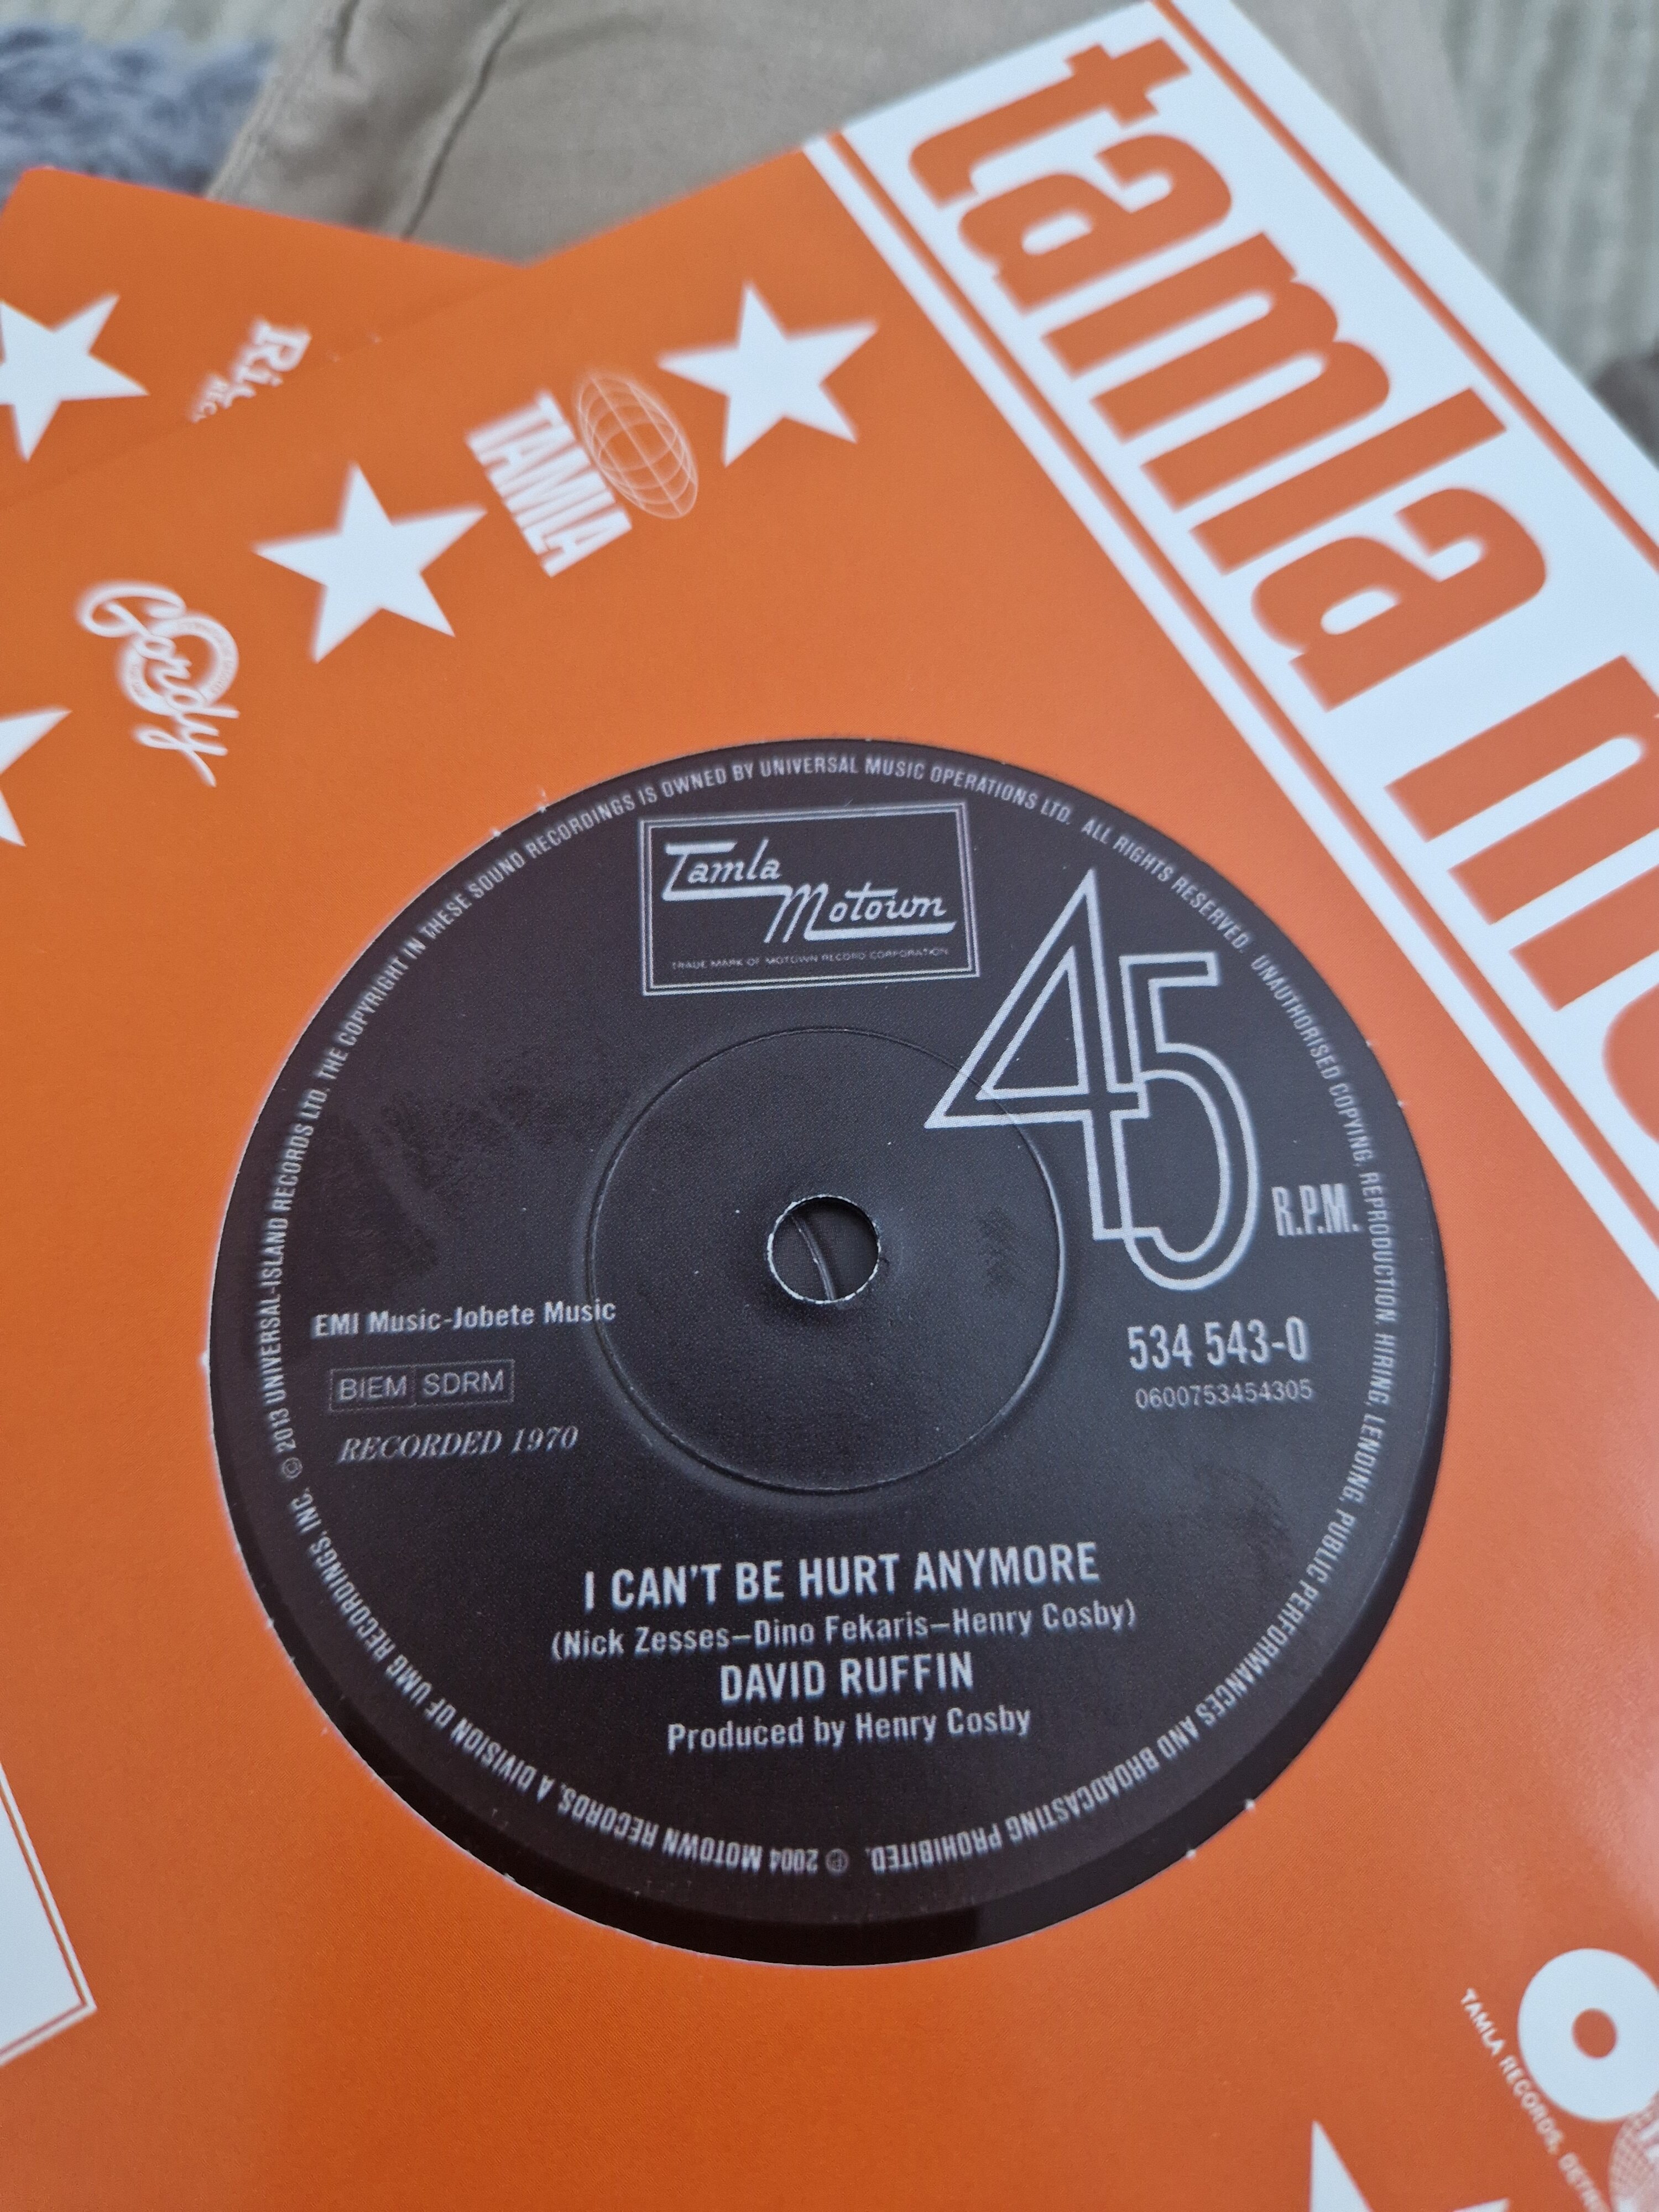 tamla
TAMLA
Gordy
Tamla
Motown
TRADE MARK OF MOTOWN RECORD CORPORATION
45
R.P.M.
EMI Music-Jobete Music
BIEM SDRM
RECORDED 1970
534 543-0
0600753454305
I CAN'T BE HURT ANYMORE
(Nick Zesses–Dino Fekaris–Henry Cosby)
DAVID RUFFIN
Produced by Henry Cosby
℗ 2004 MOTOWN RECORDS, A DIVISION OF UMG RECORDINGS, INC. © 2013 UNIVERSAL-ISLAND RECORDS LTD. THE COPYRIGHT IN THESE SOUND RECORDINGS IS OWNED BY UNIVERSAL MUSIC OPERATIONS LTD. ALL RIGHTS RESERVED. UNAUTHORISED COPYING, REPRODUCTION, HIRING, LENDING, PUBLIC PERFORMANCES AND BROADCASTING PROHIBITED.
TAMLA RECORDS,